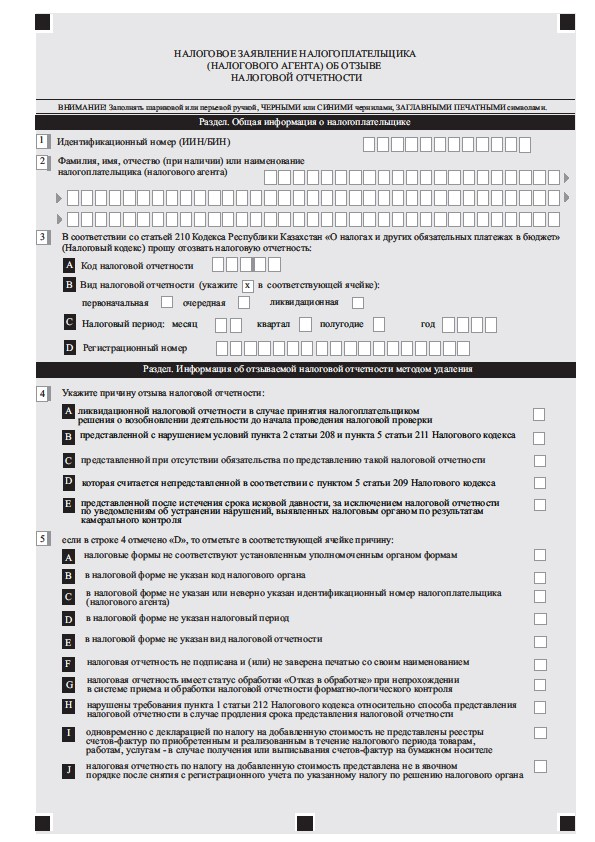 НАЛОГОВОЕ ЗАЯВЛЕНИЕ НАЛОГОПЛАТЕЛЬЩИКА
(НАЛОГОВОГО АГЕНТА) ОБ ОТЗЫВЕ
НАЛОГОВОЙ ОТЧЕТНОСТИ
ВНИМАНИЕ! Заполнять шариковой или перьевой ручкой, ЧЕРНЫМИ или СИНИМИ чернилами, ЗАГЛАВНЫМИ ПЕЧАТНЫМИ символами.
Раздел. Общая информация о налогоплательщике
1 Идентификационный номер (ИИН/БИН)
2 Фамилия, имя, отчество (при наличии) или наименование
налогоплательщика (налогового агента)
3 В соответствии со статьей 210 Кодекса Республики Казахстан «О налогах и других обязательных платежах в бюджет»
(Налоговый кодекс) прошу отозвать налоговую отчетность:
A Код налоговой отчетности
B Вид налоговой отчетности (укажите x в соответствующей ячейке):
первоначальная очередная ликвидационная
C Налоговый период: месяц квартал полугодие год
D Регистрационный номер
Раздел. Информация об отзываемой налоговой отчетности методом удаления
4 Укажите причину отзыва налоговой отчетности:
A ликвидационной налоговой отчетности в случае принятия налогоплательщиком
решения о возобновлении деятельности до начала проведения налоговой проверки
B представленной с нарушением условий пункта 2 статьи 208 и пункта 5 статьи 211 Налогового кодекса
C представленной при отсутствии обязательства по представлению такой налоговой отчетности
D которая считается непредставленной в соответствии с пунктом 5 статьи 209 Налогового кодекса
E представленной после истечения срока исковой давности, за исключением налоговой отчетности
по уведомлениям об устранении нарушений, выявленных налоговым органом по результатам
камерального контроля
5 если в строке 4 отмечено «D», то отметьте в соответствующей ячейке причину:
A налоговые формы не соответствуют установленным уполномоченным органом формам
B в налоговой форме не указан код налогового органа
C в налоговой форме не указан или неверно указан идентификационный номер налогоплательщика
(налогового агента)
D в налоговой форме не указан налоговый период
E в налоговой форме не указан вид налоговой отчетности
F налоговая отчетность не подписана и (или) не заверена печатью со своим наименованием
G налоговая отчетность имеет статус обработки «Отказ в обработке» при непрохождении
в системе приема и обработки налоговой отчетности форматно-логического контроля
H нарушены требования пункта 1 статьи 212 Налогового кодекса относительно способа представления
налоговой отчетности в случае продления срока представления налоговой отчетности
I одновременно с декларацией по налогу на добавленную стоимость не представлены реестры
счетов-фактур по приобретенным и реализованным в течение налогового периода товарам,
работам, услугам - в случае получения или выписывания счетов-фактур на бумажном носителе
J налоговая отчетность по налогу на добавленную стоимость представлена не в явочном
порядке после снятия с регистрационного учета по указанному налогу по решению налогового органа